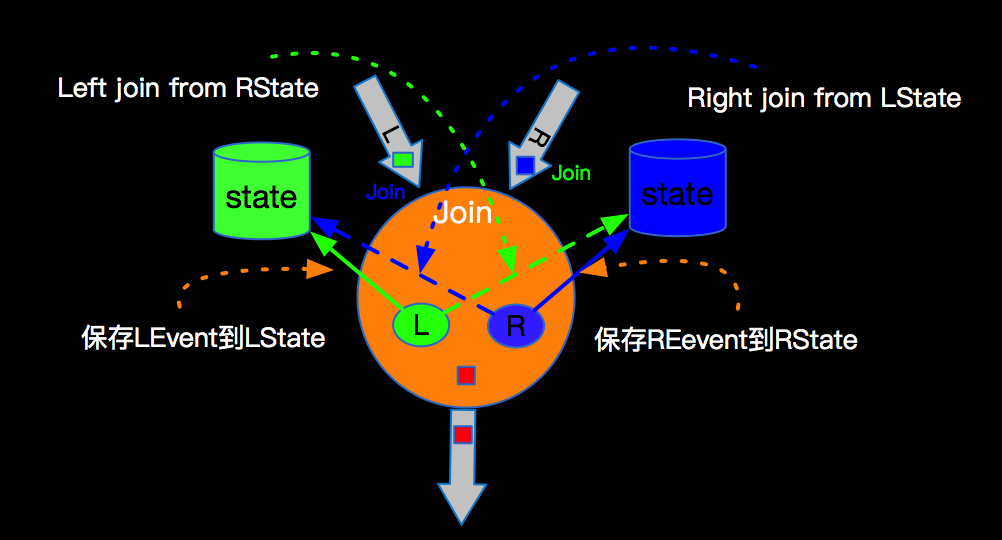 Left join from RState
Right join from LState
L
R
Join
Join
state
state
Join
L
R
保存LEvent到LState
保存REevent到RState